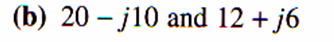 (b) 20 – j10 and 12 + j6